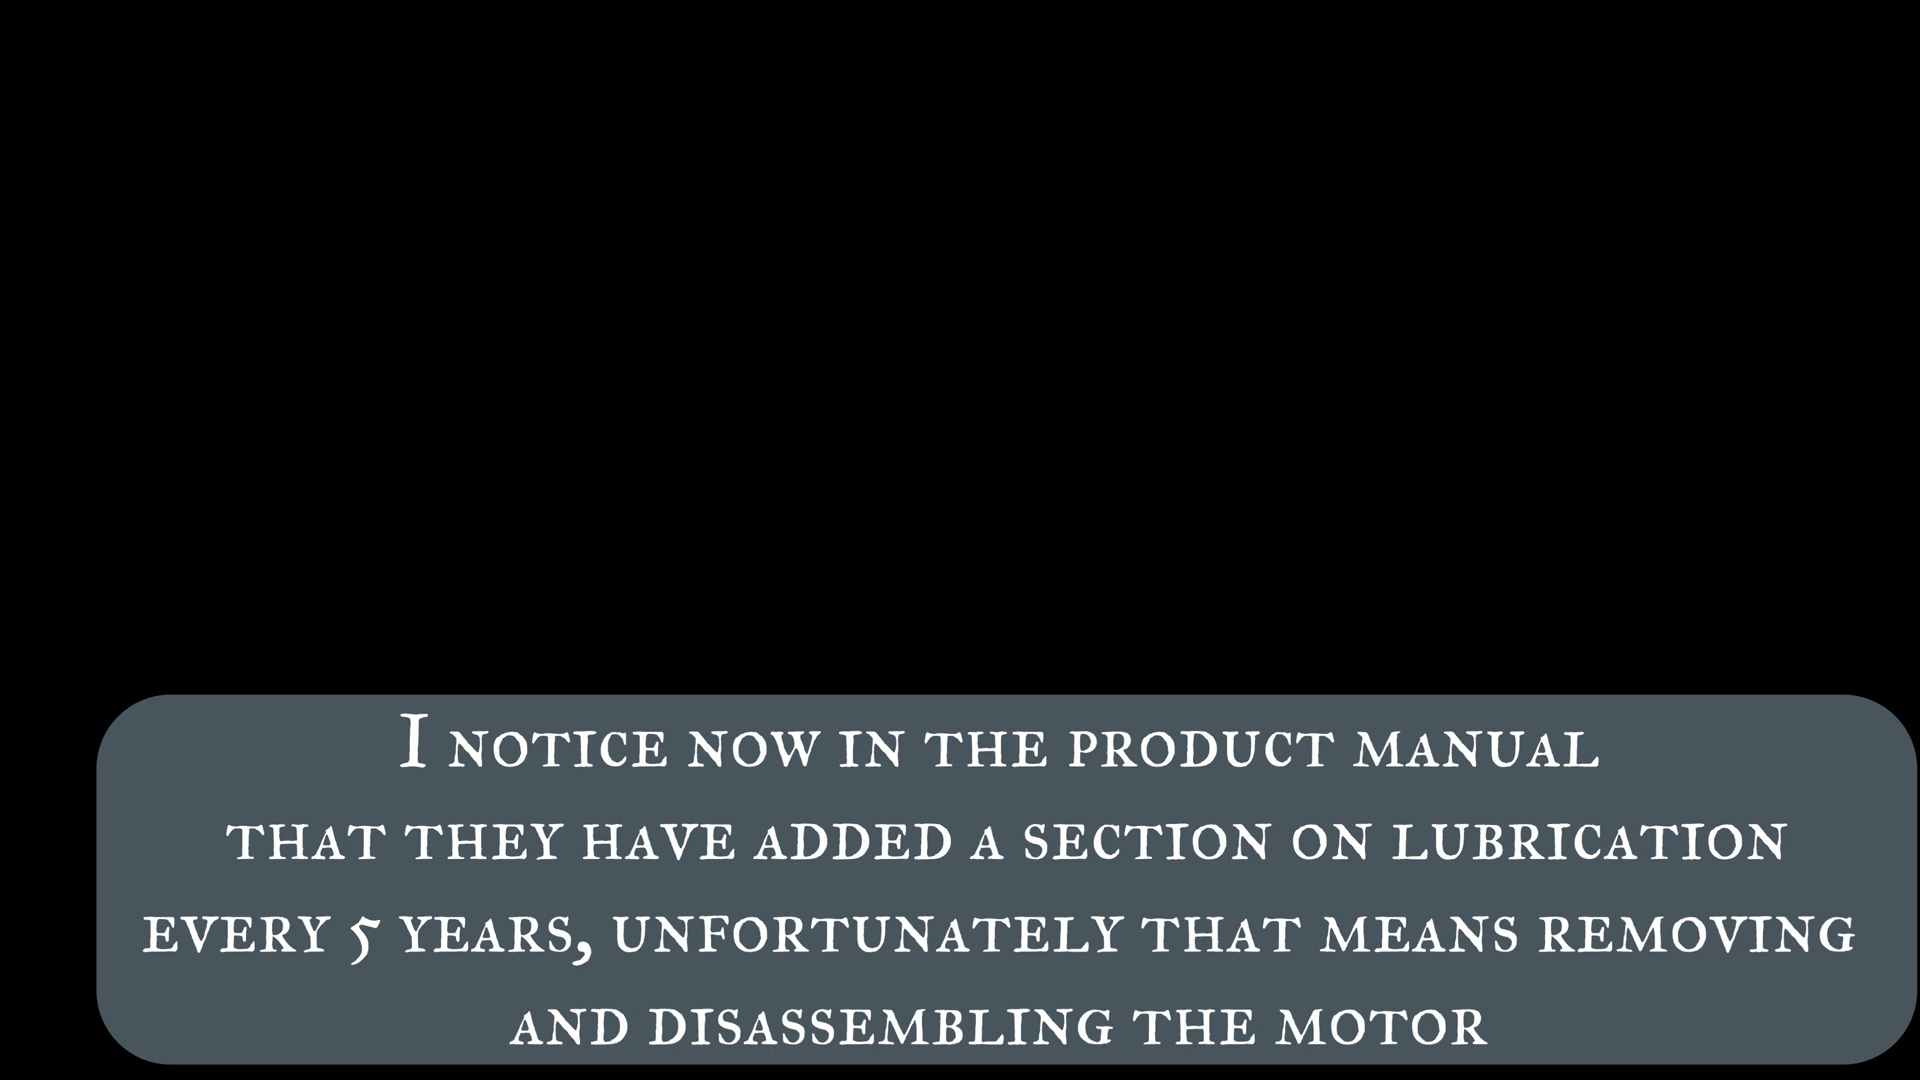 I notice now in the product manual
that they have added a section on lubrication
every 5 years, unfortunately that means removing
and disassembling the motor